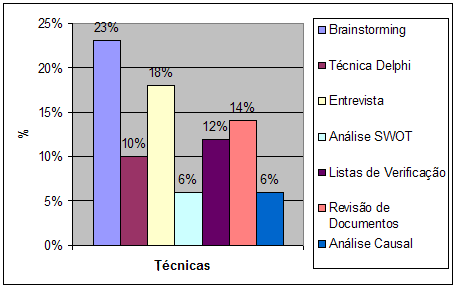 25%
20%
15%
10%
5%
0%
%
23%
10%
18%
6%
12%
14%
6%
Técnicas
Brainstorming
Técnica Delphi
Entrevista
Análise SWOT
Listas de Verificação
Revisão de
Documentos
Análise Causal